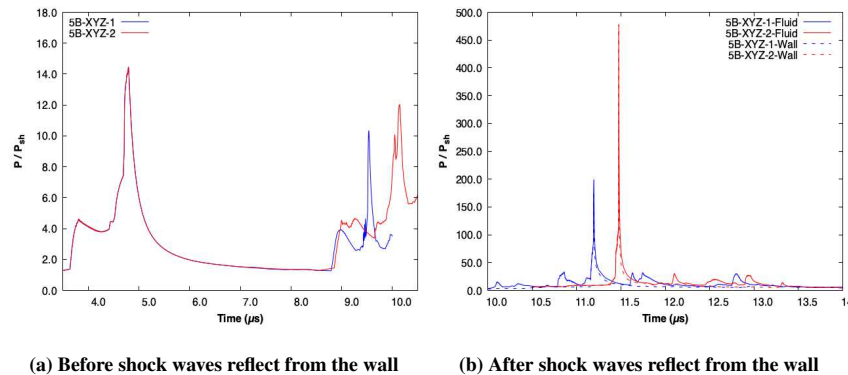 18.0
16.0
14.0
12.0
10.0
8.0
6.0
4.0
2.0
0.0
P / Psh
5B-XYZ-1
5B-XYZ-2
4.0 5.0 6.0 7.0 8.0 9.0 10.0
Time (μs)
(a) Before shock waves reflect from the wall
500.0
450.0
400.0
350.0
300.0
250.0
200.0
150.0
100.0
50.0
0.0
P / Psh
5B-XYZ-1-Fluid
5B-XYZ-2-Fluid
5B-XYZ-1-Wall
5B-XYZ-2-Wall
10.0 10.5 11.0 11.5 12.0 12.5 13.0 13.5 14
Time (μs)
(b) After shock waves reflect from the wall